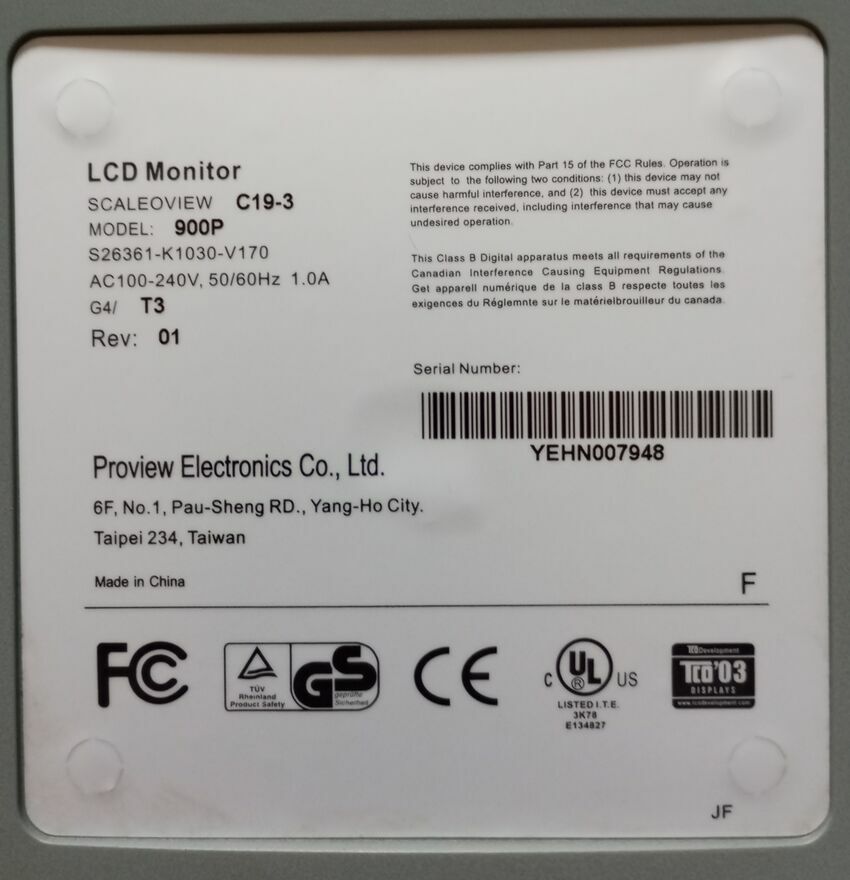 LCD Monitor
SCALEOVIEW C19-3
MODEL: 900P
S26361-K1030-V170
AC100-240V, 50/60Hz 1.0A
G4/ T3
Rev: 01
This device complies with Part 15 of the FCC Rules. Operation is
subject to the following two conditions: (1) this device may not
cause harmful interference, and (2) this device must accept any
interference received, including interference that may cause
undesired operation.
This Class B Digital apparatus meets all requirements of the
Canadian Interference Causing Equipment Regulations.
Get appareil numérique de la class B respecte toutes les
exigences du Réglemnte sur le matérielbrouilleur du canada.
Serial Number:
YEHN007948
Proview Electronics Co., Ltd.
6F, No.1, Pau-Sheng RD., Yang-Ho City.
Taipei 234, Taiwan
Made in China
F
FC
TÜV
Rheinland
Product Safety
GS
geprüfte
Sicherheit
CE
C UL® US
LISTED I.T.E.
3K78
E134827
TCO Development
TCO'03
DISPLAYS
www.tcodevelopment.com
JF